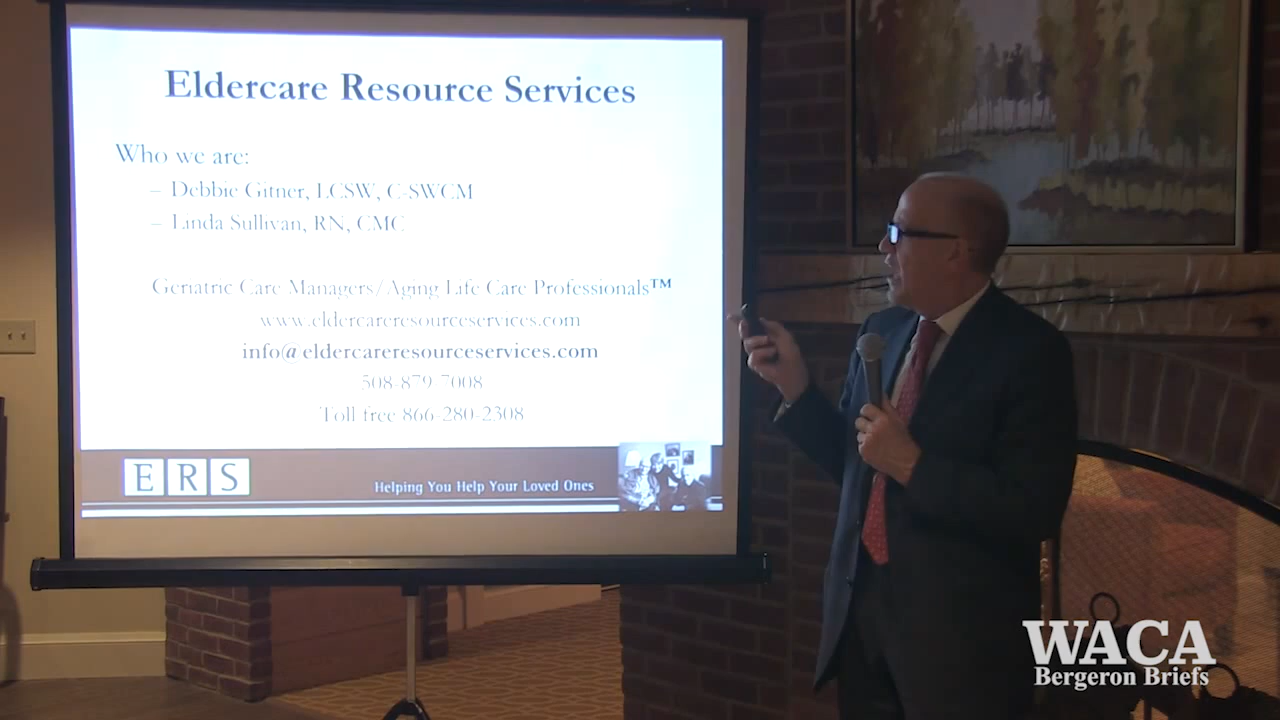 Eldercare Resource Services
Who we are:
– Debbie Gitner, LCSW, C-SWCM
– Linda Sullivan, RN, CMC
Geriatric Care Managers/Aging Life Care Professionals™
www.eldercareresourceservices.com
info@eldercareresourceservices.com
508-879-7008
Toll free 866-280-2308
ERS
Helping You Help Your Loved Ones
WACA
Bergeron Briefs